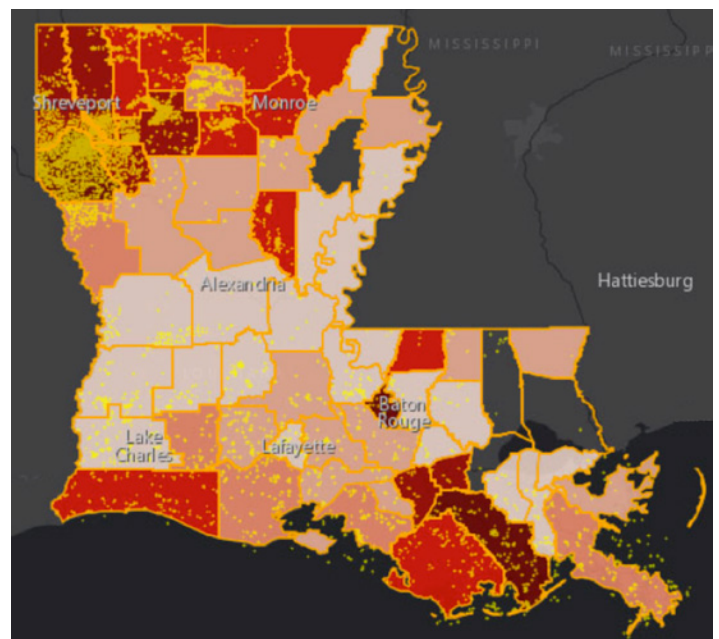 MISSISSIPPI
MISSISSIPPI
Shreveport
Monroe
Alexandria
Hattiesburg
Baton
Rouge
Lake
Charles
Lafayette